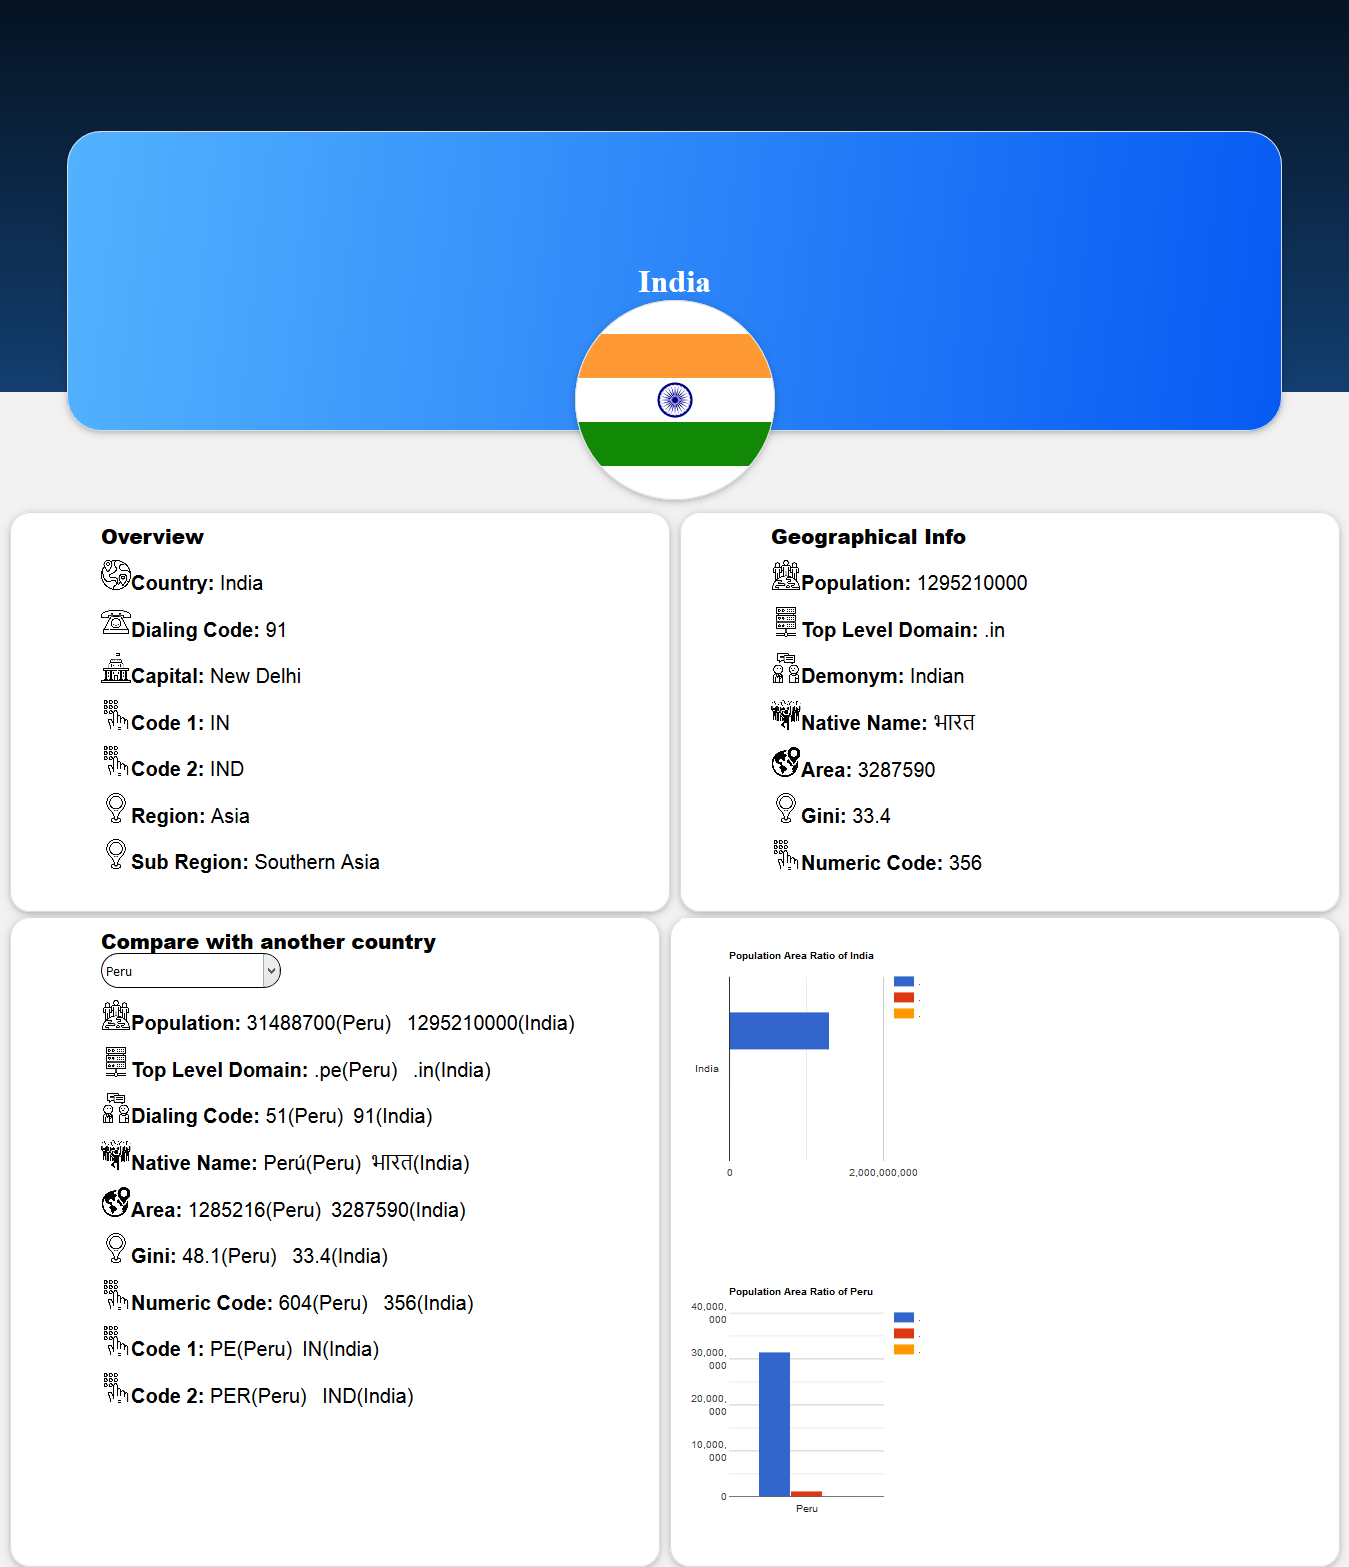 India
Overview
Country: India
Dialing Code: 91
Capital: New Delhi
Code 1: IN
Code 2: IND
Region: Asia
Sub Region: Southern Asia
Geographical Info
Population: 1295210000
Top Level Domain: .in
Demonym: Indian
Native Name: भारत
Area: 3287590
Gini: 33.4
Numeric Code: 356
Compare with another country
Peru
Population: 31488700(Peru) 1295210000(India)
Top Level Domain: .pe(Peru) .in(India)
Dialing Code: 51(Peru) 91(India)
Native Name: Perú(Peru) भारत(India)
Area: 1285216(Peru) 3287590(India)
Gini: 48.1(Peru) 33.4(India)
Numeric Code: 604(Peru) 356(India)
Code 1: PE(Peru) IN(India)
Code 2: PER(Peru) IND(India)
Population Area Ratio of India
.
.
.
India
0 2,000,000,000
Population Area Ratio of Peru
40,000,
000
30,000,
000
20,000,
000
10,000,
000
0
.
.
.
Peru